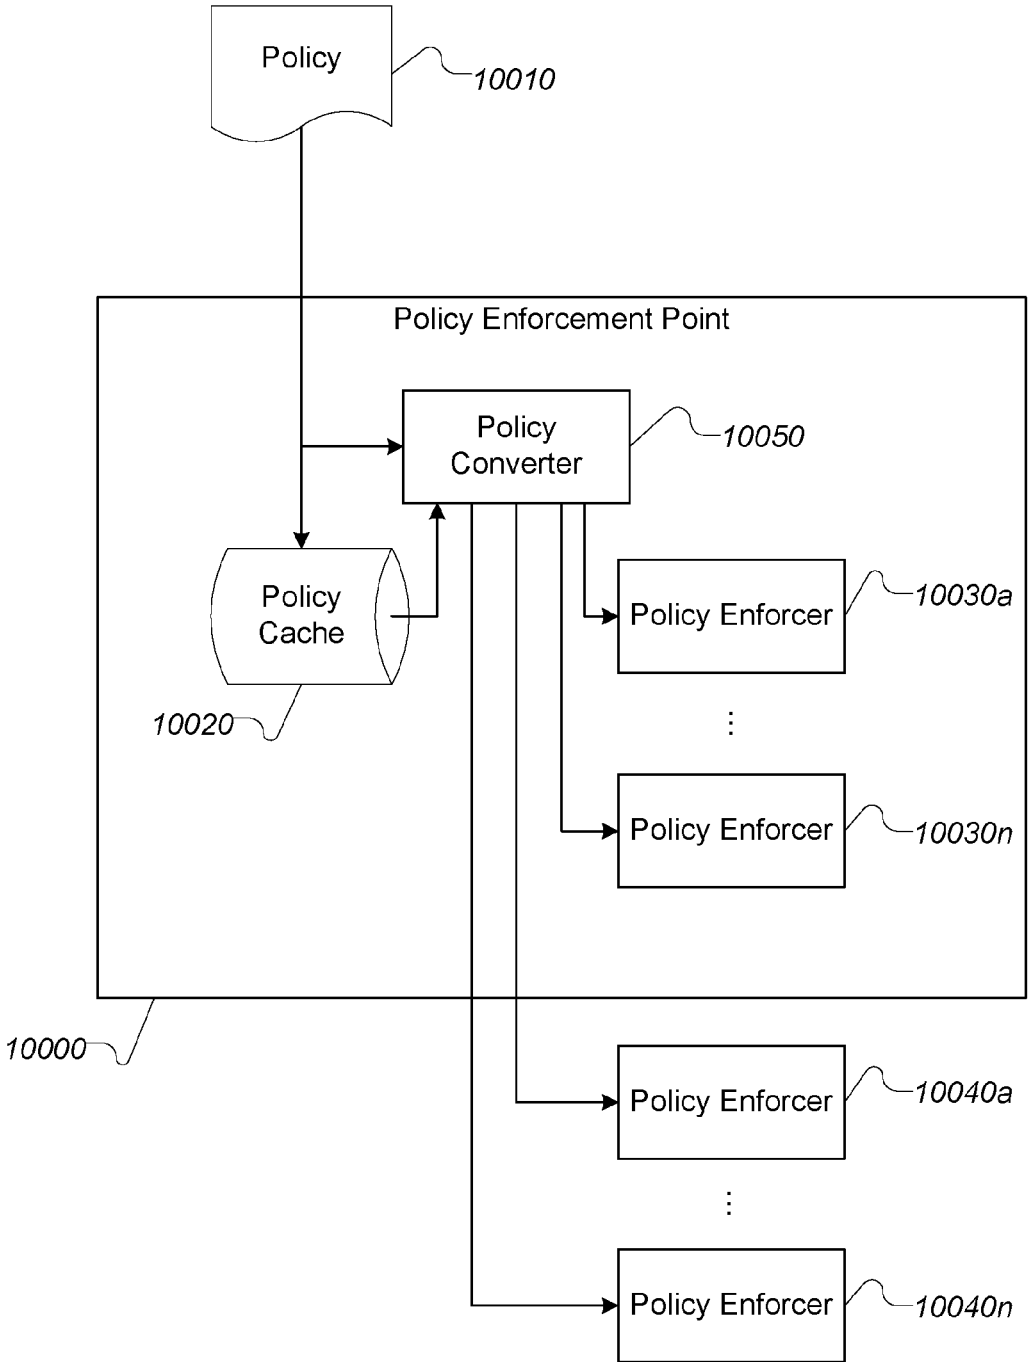 Policy
10010
Policy Enforcement Point
Policy
Converter
10050
Policy
Cache
10020
Policy Enforcer
10030a
...
Policy Enforcer
10030n
10000
Policy Enforcer
10040a
...
Policy Enforcer
10040n